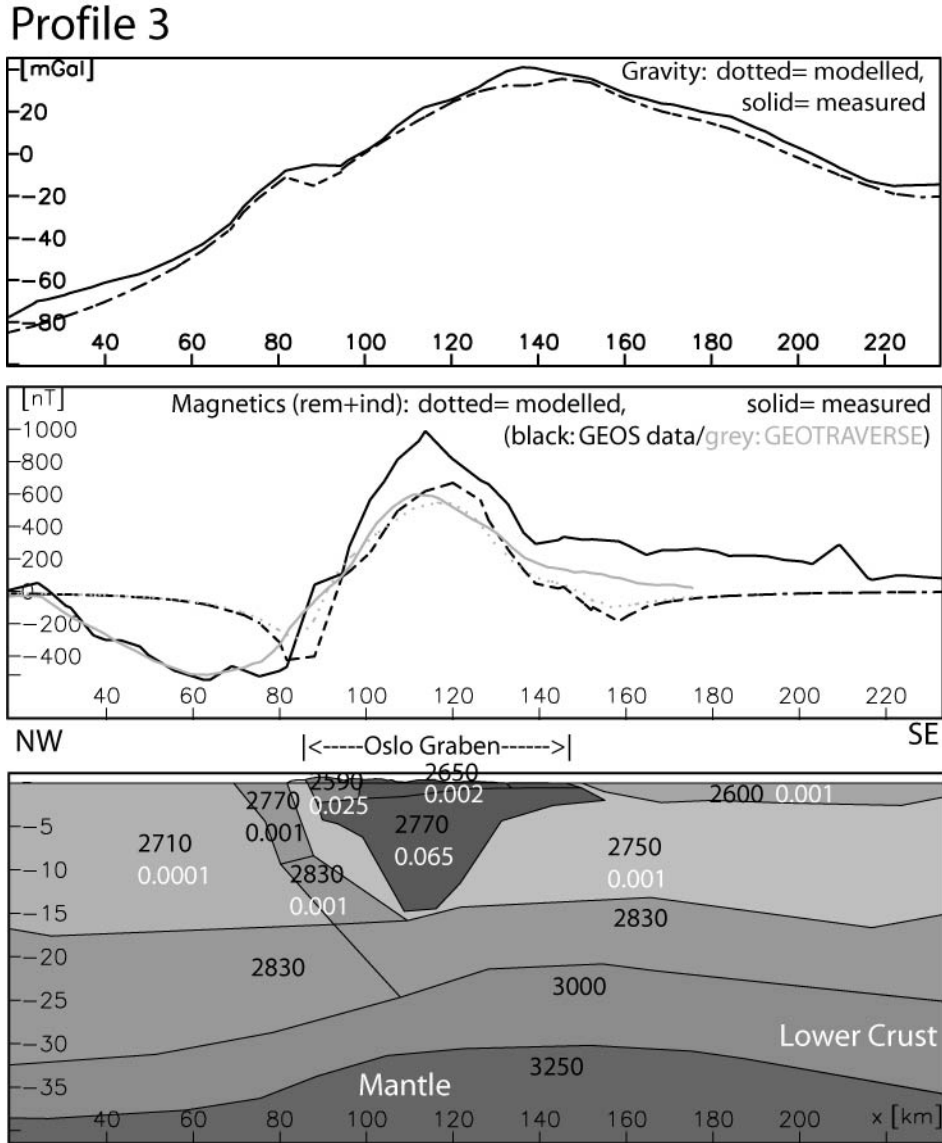 Profile 3
[mGal]
Gravity: dotted= modelled,
solid= measured
20
0
−20
−40
−60
−80
40 60 80 100 120 140 160 180 200 220
[nT]
Magnetics (rem+ind): dotted= modelled, solid= measured
(black: GEOS data/grey: GEOTRAVERSE)
1000
800
600
400
200
0
−200
−400
40 60 80 100 120 140 160 180 200 220
NW SE
|<-----Oslo Graben------>|
2590 2650
2770 0.025 0.002 2600 0.001
−5
0.001 2770
2710 2750
0.0001 0.065
−10
2830 0.001
0.001
−15
2830
−20
2830
−25
3000
−30
Lower Crust
3250
−35
Mantle
40 60 80 100 120 140 160 180 200 x [km]